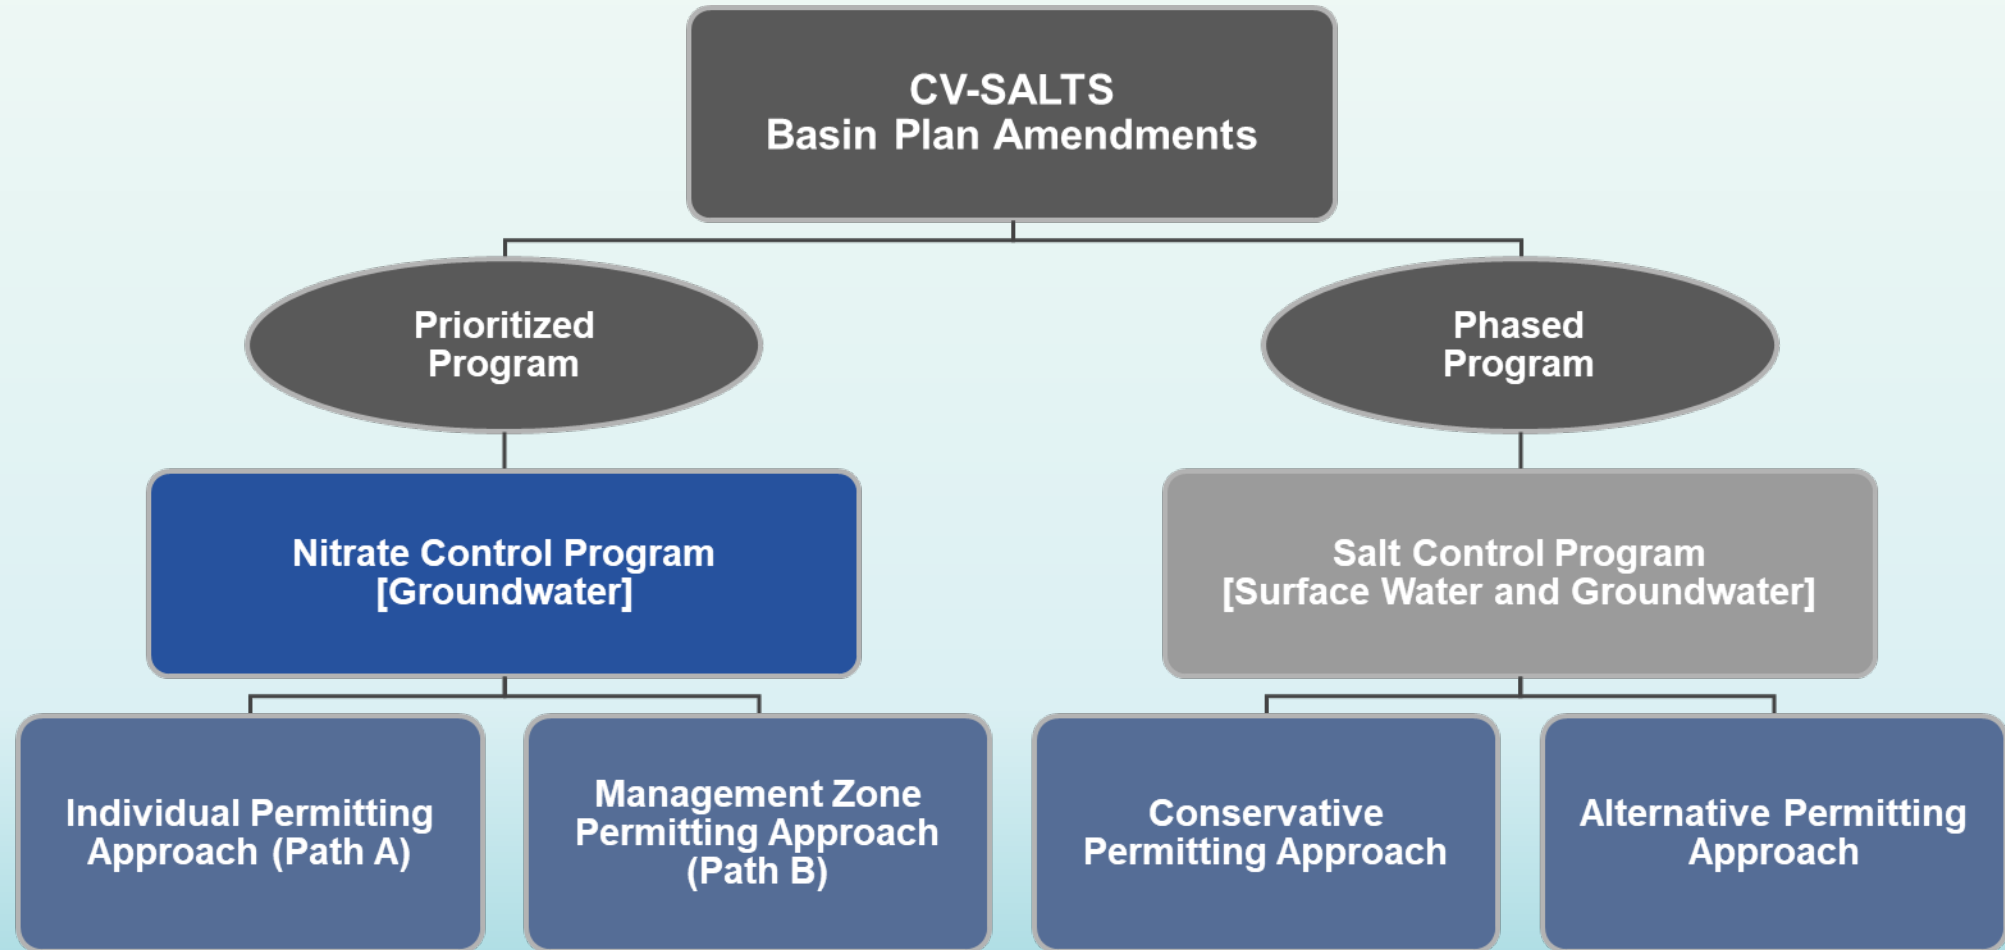 CV-SALTS
Basin Plan Amendments
Prioritized
Program
Phased
Program
Nitrate Control Program
[Groundwater]
Salt Control Program
[Surface Water and Groundwater]
Individual Permitting
Approach (Path A)
Management Zone
Permitting Approach
(Path B)
Conservative
Permitting Approach
Alternative Permitting
Approach